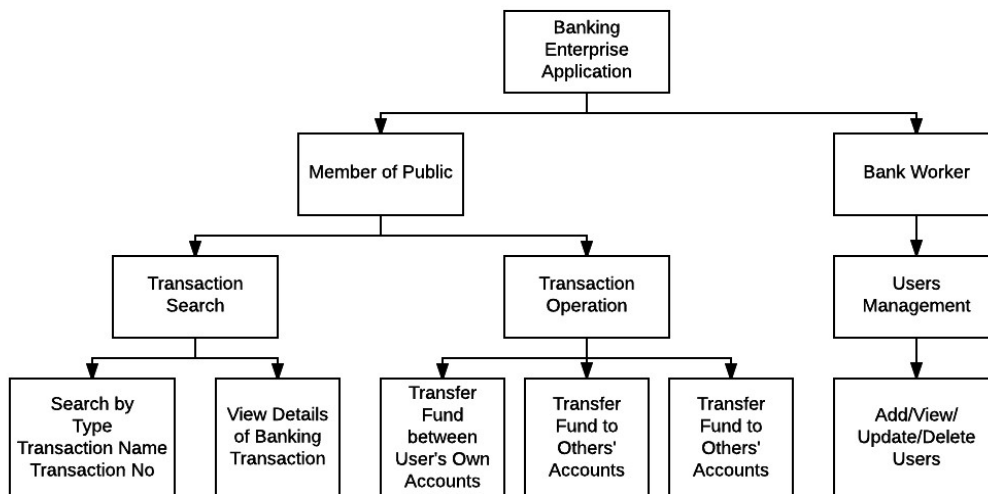 Banking
Enterprise
Application
Member of Public
Bank Worker
Transaction
Search
Transaction
Operation
Users
Management
Search by
Type
Transaction Name
Transaction No
View Details
of Banking
Transaction
Transfer
Fund
between
User's Own
Accounts
Transfer
Fund to
Others'
Accounts
Transfer
Fund to
Others'
Accounts
Add/View/
Update/Delete
Users